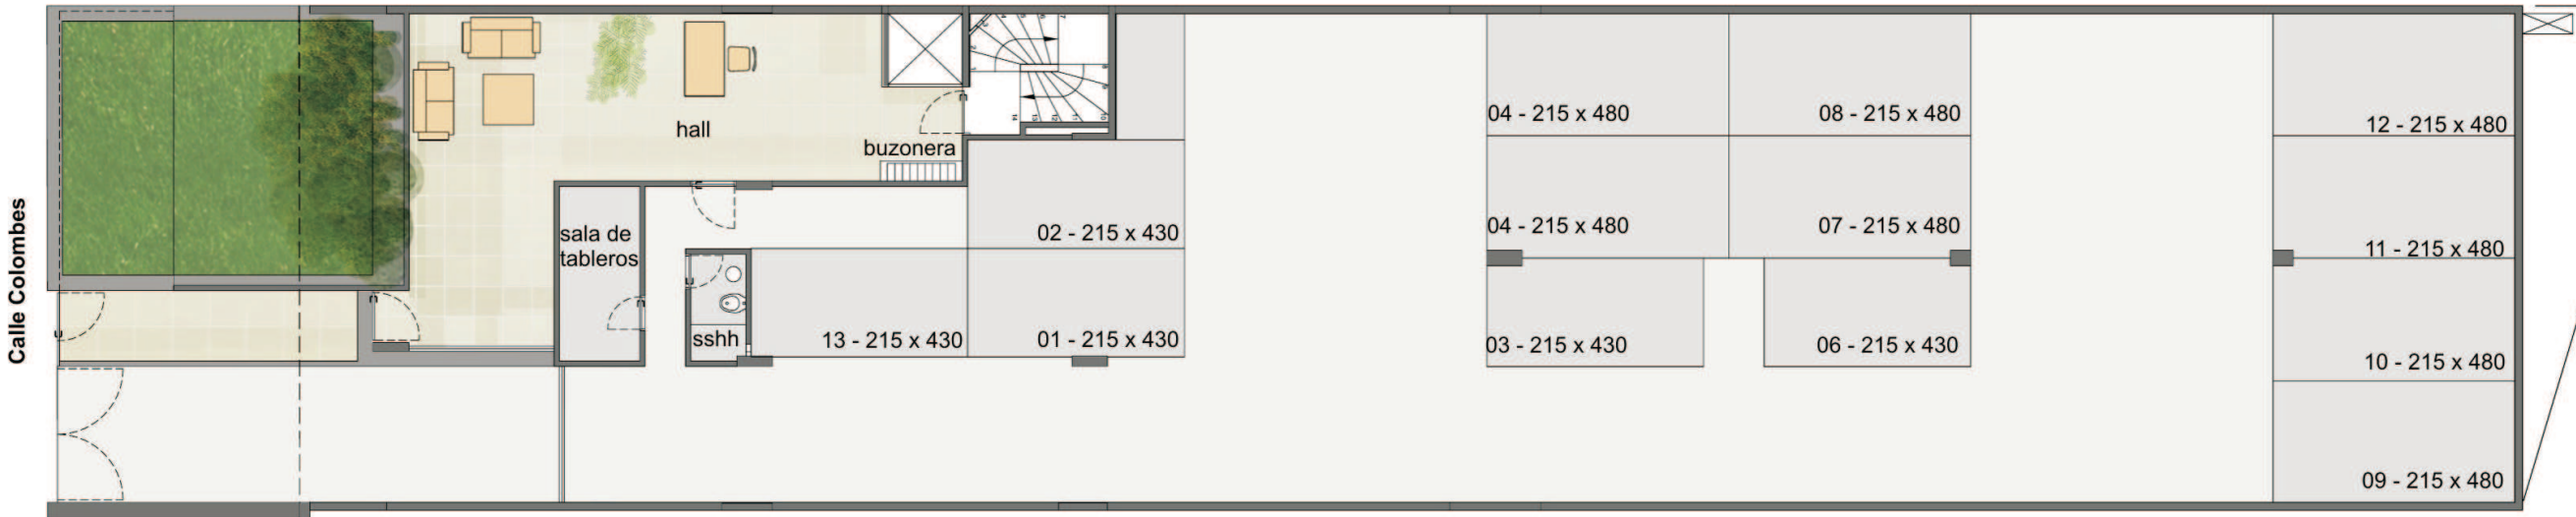 Calle Colombes
hall
buzonera
sala de
tableros
sshh
13 - 215 x 430
02 - 215 x 430
01 - 215 x 430
04 - 215 x 480
08 - 215 x 480
04 - 215 x 480
07 - 215 x 480
03 - 215 x 430
06 - 215 x 430
12 - 215 x 480
11 - 215 x 480
10 - 215 x 480
09 - 215 x 480